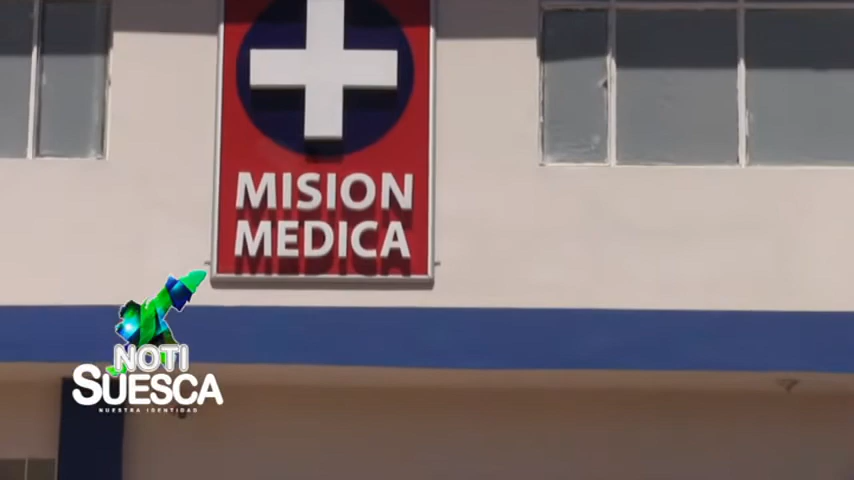 MISION
MEDICA
NOTI
SUESCA
NUESTRA IDENTIDAD